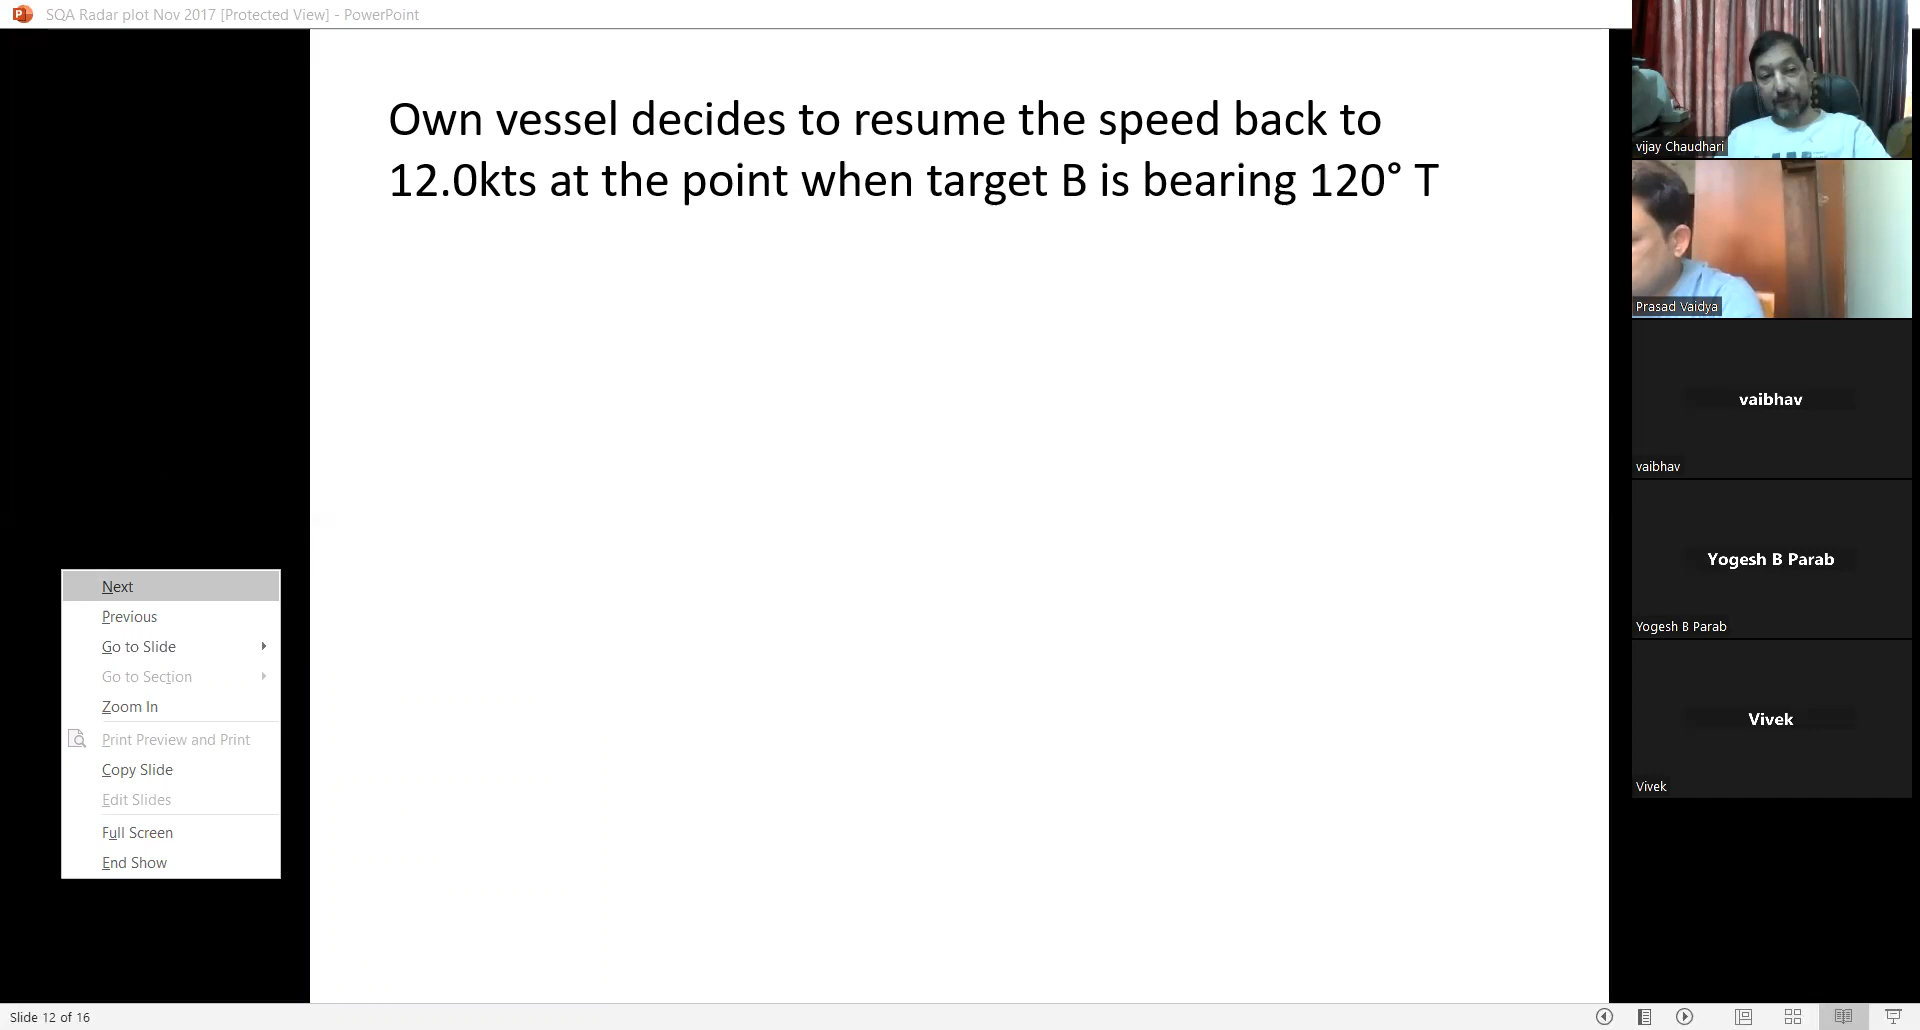 SQA Radar plot Nov 2017 [Protected View] - PowerPoint
Own vessel decides to resume the speed back to
12.0kts at the point when target B is bearing 120° T
Next
Previous
Go to Slide
Go to Section
Zoom In
Print Preview and Print
Copy Slide
Edit Slides
Full Screen
End Show
vijay Chaudhari
Prasad Vaidya
vaibhav
vaibhav
Yogesh B Parab
Yogesh B Parab
Vivek
Vivek
Slide 12 of 16